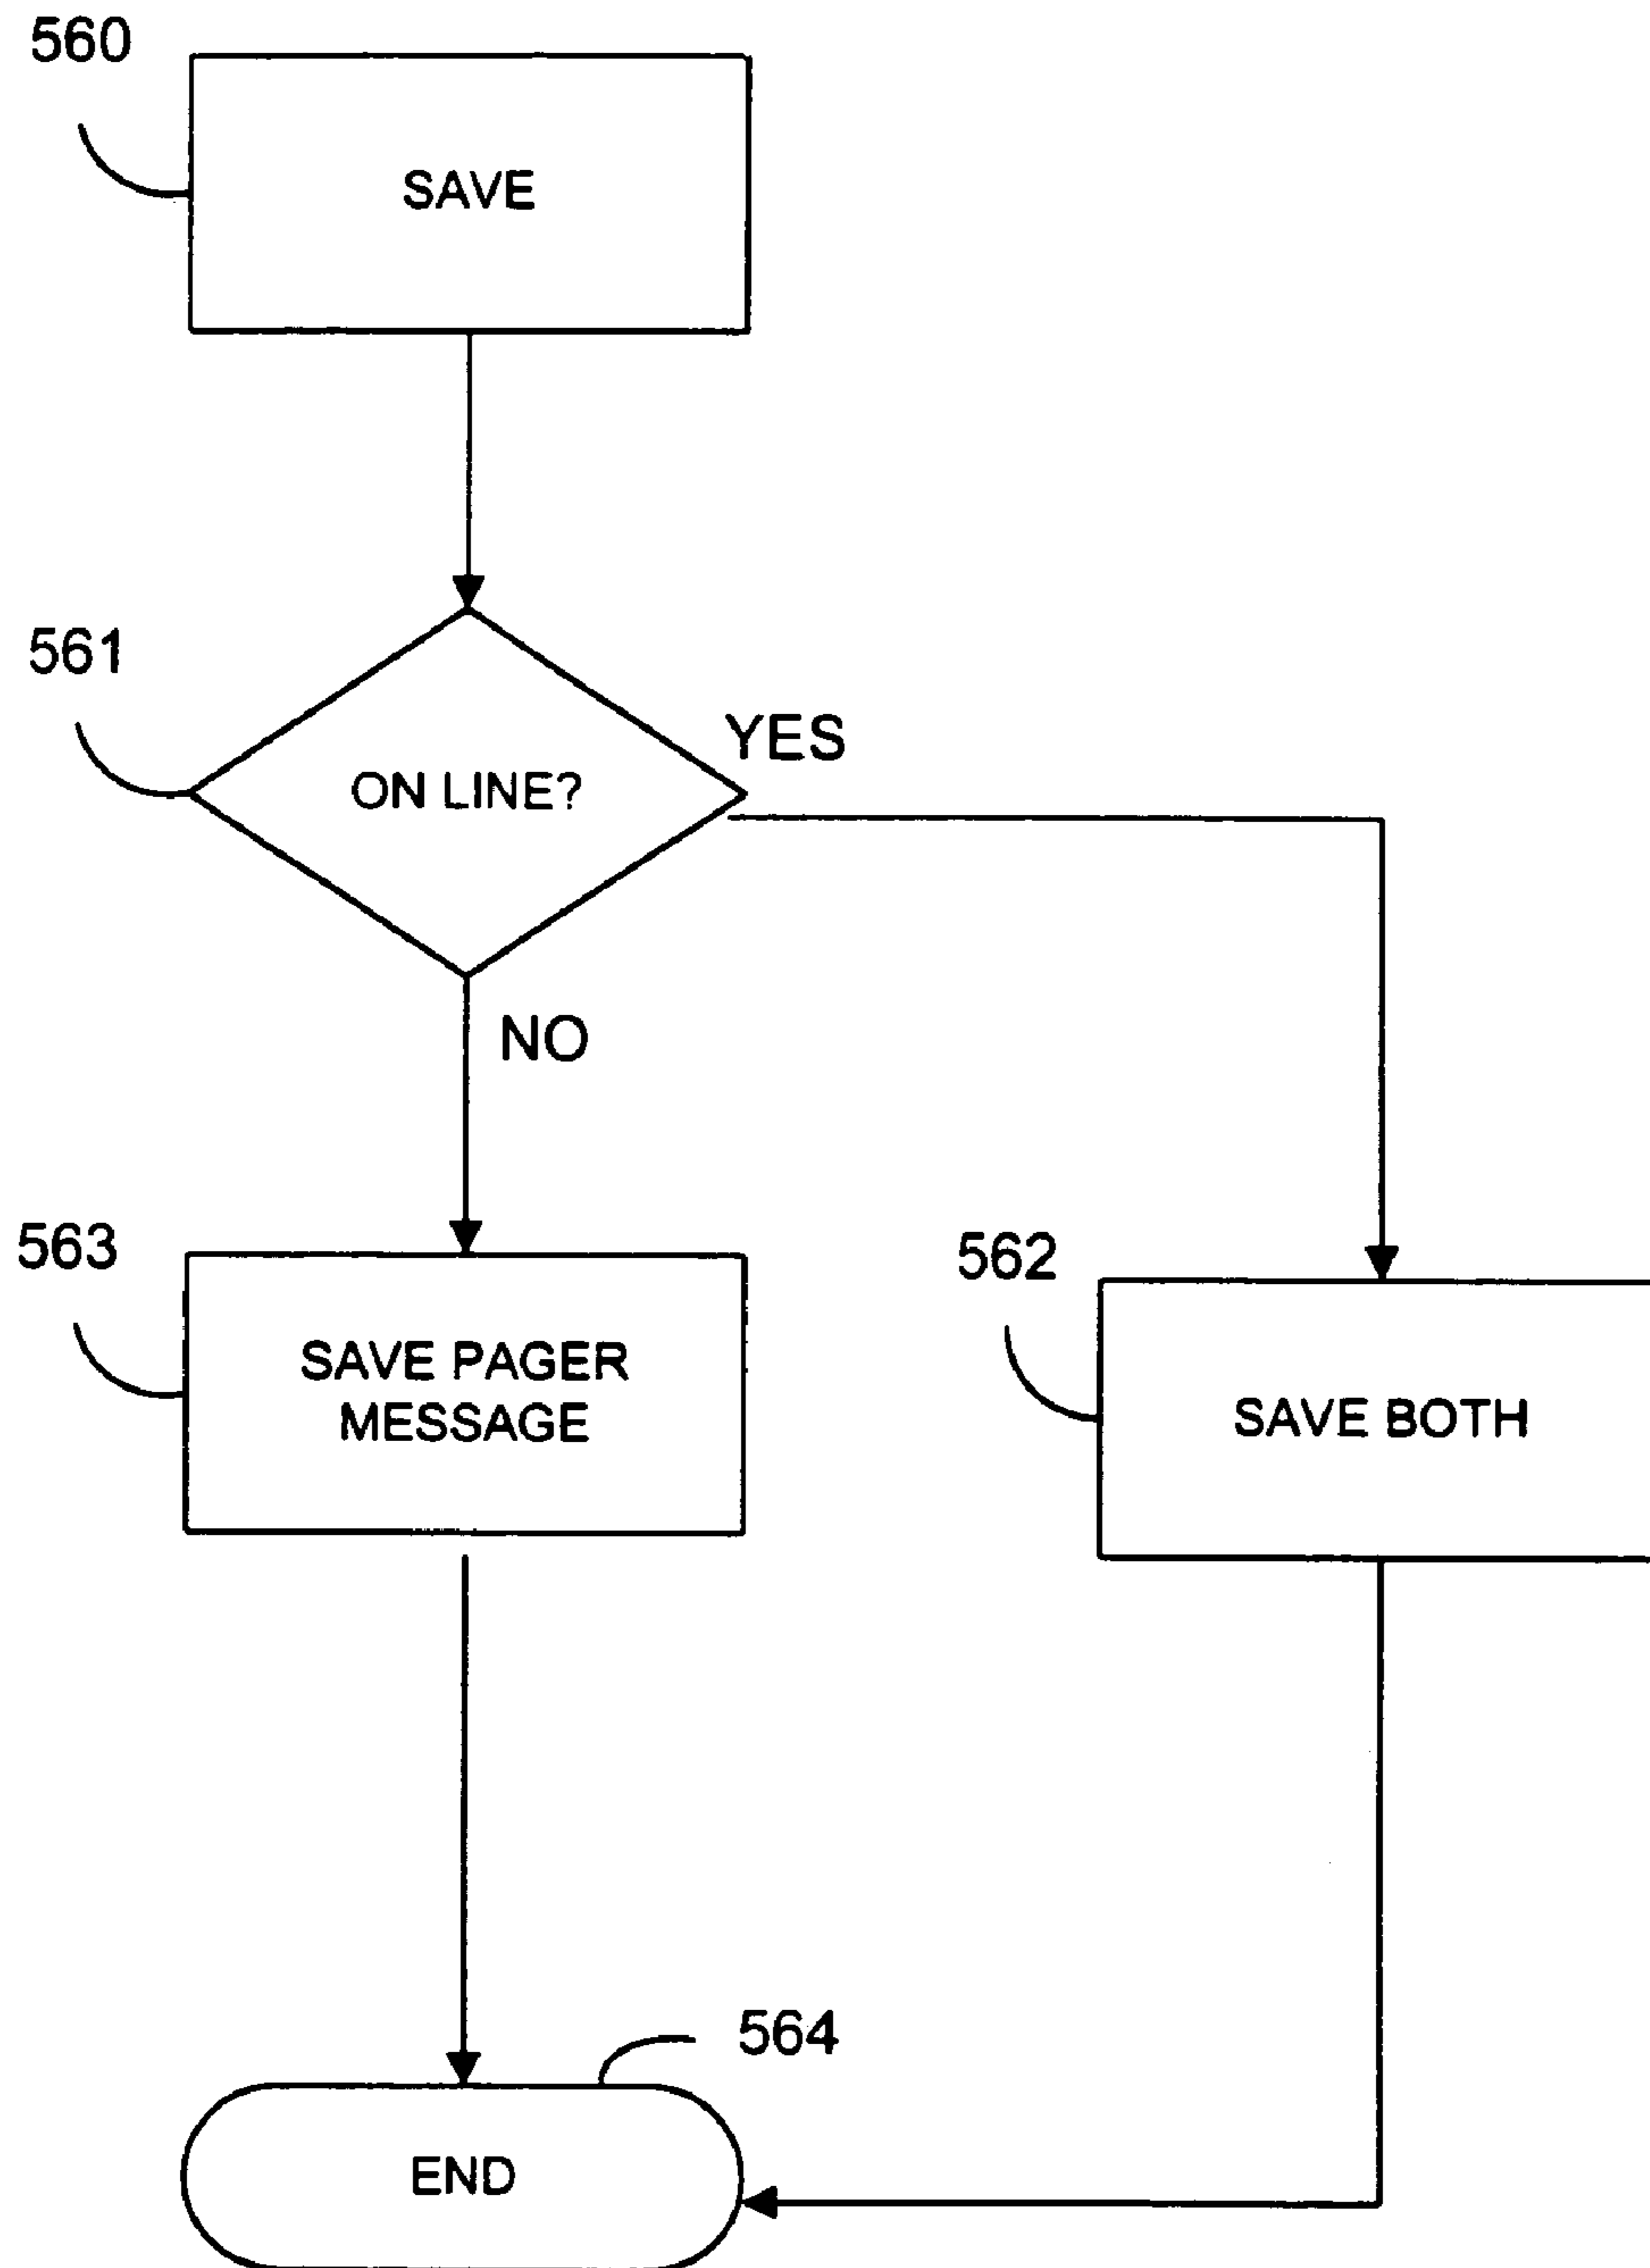 560
SAVE
561
YES
ON LINE?
NO
563
562
SAVE PAGER
MESSAGE
SAVE BOTH
564
END